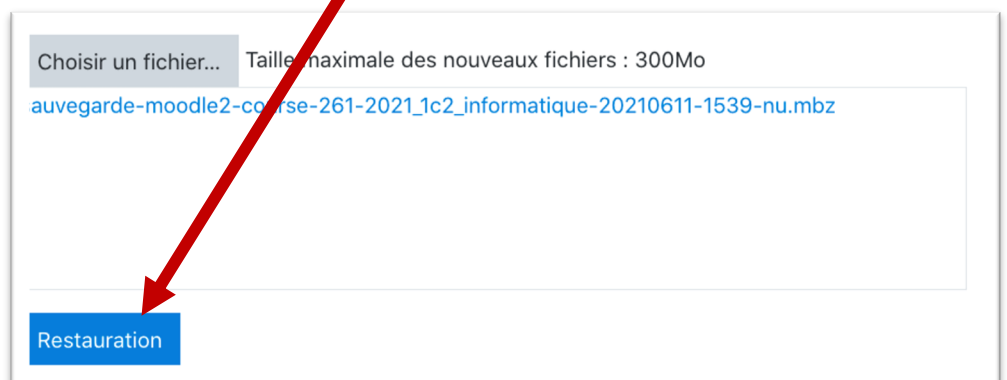 Choisir un fichier... Taille maximale des nouveaux fichiers : 300Mo
auvegarde-moodle2-course-261-2021_1c2_informatique-20210611-1539-nu.mbz
Restauration